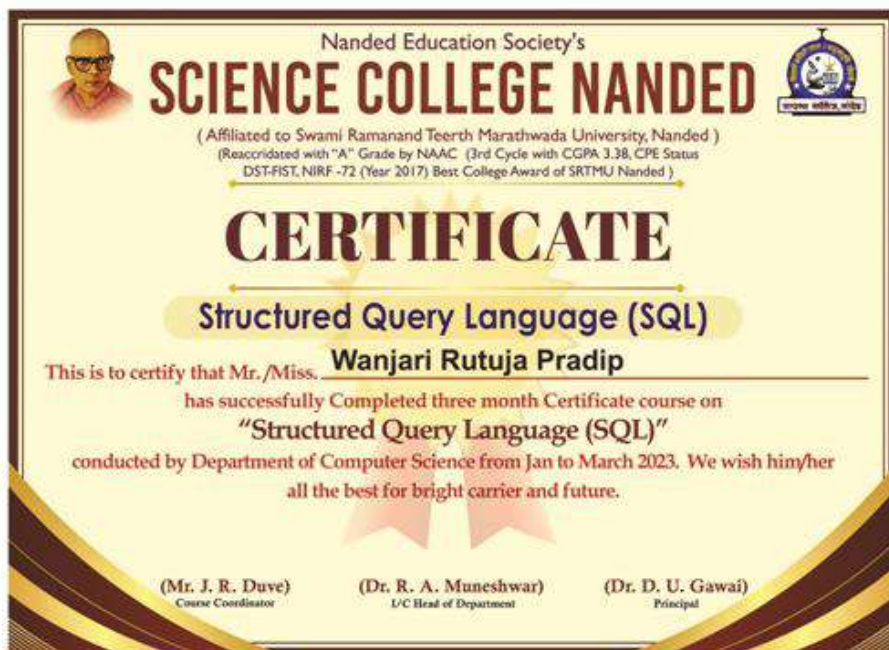 Nanded Education Society's
SCIENCE COLLEGE NANDED
( Affiliated to Swami Ramanand Teerth Marathwada University, Nanded )
(Reaccridated with "A" Grade by NAAC (3rd Cycle with CGPA 3.38, CPE Status
DST-FIST, NIRF -72 (Year 2017) Best College Award of SRTMU Nanded )
CERTIFICATE
Structured Query Language (SQL)
This is to certify that Mr./Miss. Wanjari Rutuja Pradip
has successfully Completed three month Certificate course on
“Structured Query Language (SQL)”
conducted by Department of Computer Science from Jan to March 2023. We wish him/her
all the best for bright carrier and future.
(Mr. J. R. Duve) (Dr. R. A. Muneshwar) (Dr. D. U. Gawai)
Course Coordinator I/C Head of Department Principal